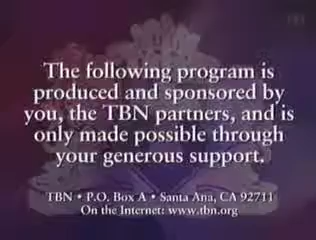 The following program is
produced and sponsored by
you, the TBN partners, and is
only made possible through
your generous support.
TBN • P.O. Box A • Santa Ana, CA 92711
On the Internet: www.tbn.org